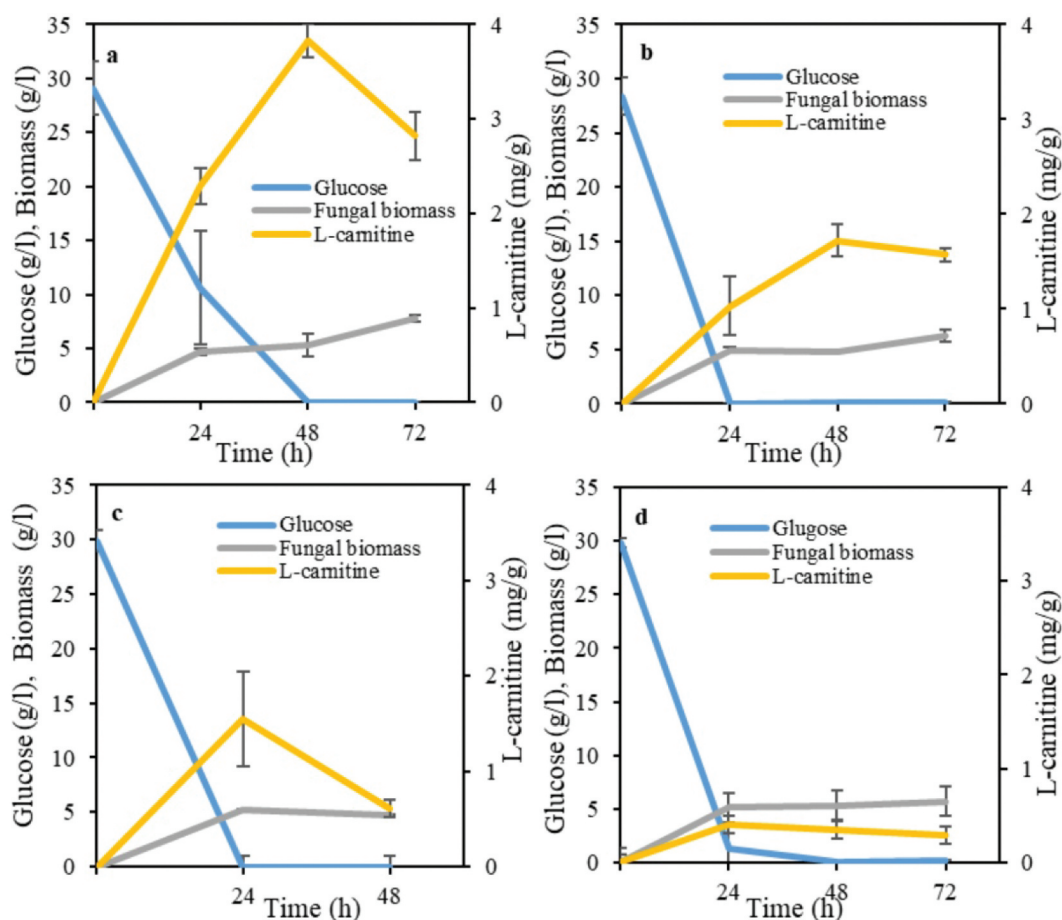 a
35
30
25
20
15
10
5
0
Glucose (g/l), Biomass (g/l)
4
3
2
1
0
L-carnitine (mg/g)
Glucose
Fungal biomass
L-carnitine
24
48
72
Time (h)
b
35
30
25
20
15
10
5
0
Glucose (g/l), Biomass (g/l)
4
3
2
1
0
L-carnitine (mg/g)
Glucose
Fungal biomass
L-carnitine
24
48
72
Time (h)
c
35
30
25
20
15
10
5
0
Glucose (g/l), Biomass (g/l)
4
3
2
1
0
L-carnitine (mg/g)
Glucose
Fungal biomass
L-carnitine
24
48
Time (h)
d
35
30
25
20
15
10
5
0
Glucose (g/l), Biomass (g/l)
4
3
2
1
0
L-carnitine (mg/g)
Glugose
Fungal biomass
L-carnitine
24
48
72
Time (h)